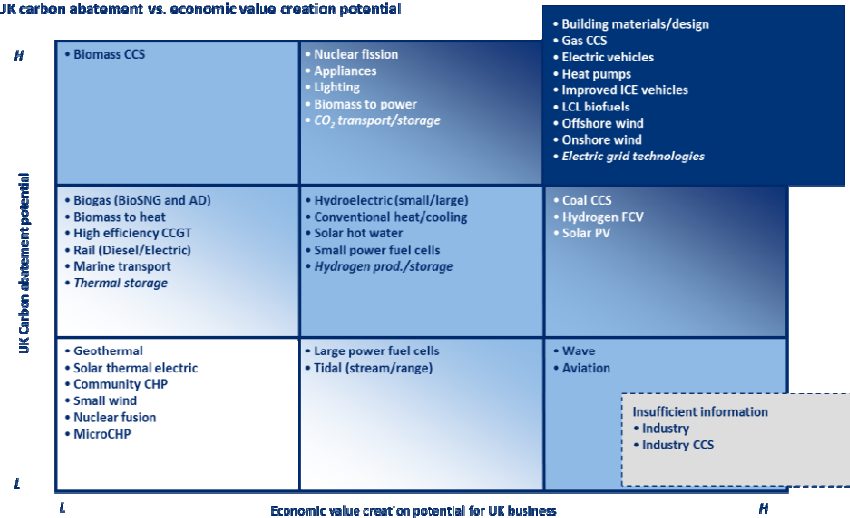 UK carbon abatement vs. economic value creation potential
H
• Biomass CCS
• Nuclear fission
• Appliances
• Lighting
• Biomass to power
• CO2 transport/storage
• Building materials/design
• Gas CCS
• Electric vehicles
• Heat pumps
• Improved ICE vehicles
• LCL biofuels
• Offshore wind
• Onshore wind
• Electric grid technologies
UK Carbon abatement potential
• Biogas (BioSNG and AD)
• Biomass to heat
• High efficiency CCGT
• Rail (Diesel/Electric)
• Marine transport
• Thermal storage
• Hydroelectric (small/large)
• Conventional heat/cooling
• Solar hot water
• Small power fuel cells
• Hydrogen prod./storage
• Coal CCS
• Hydrogen FCV
• Solar PV
• Geothermal
• Solar thermal electric
• Community CHP
• Small wind
• Nuclear fusion
• MicroCHP
• Large power fuel cells
• Tidal (stream/range)
• Wave
• Aviation
Insufficient information
• Industry
• Industry CCS
L
L
Economic value creation potential for UK business
H